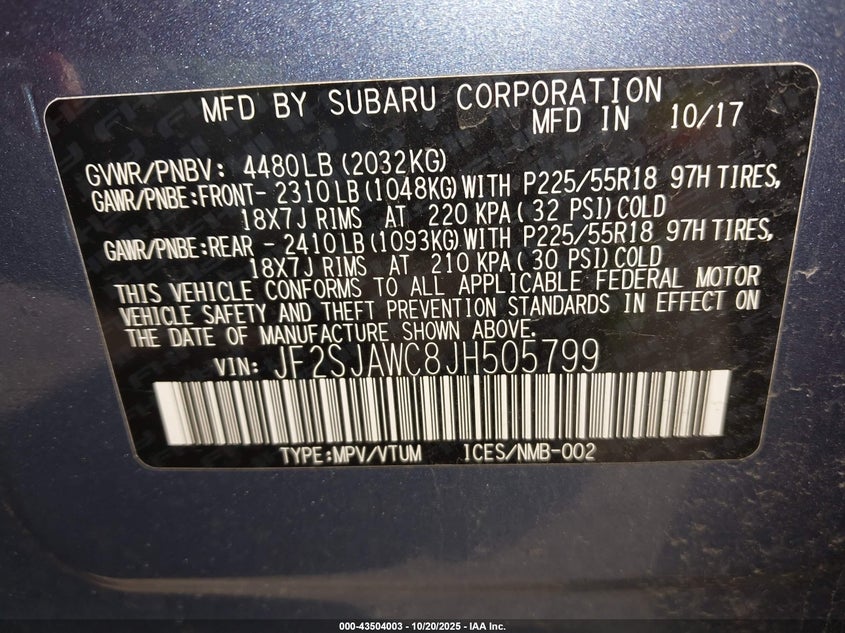 MFD BY SUBARU CORPORATION
MFD IN 10/17
GVWR/PNBV: 4480LB(2032KG)
GAWR/PNBE:FRONT- 2310LB(1048KG)WITH P225/55R18 97H TIRES,
18X7J RIMS AT 220 KPA( 32 PSI)COLD
GAWR/PNBE:REAR - 2410LB(1093KG)WITH P225/55R18 97H TIRES,
18X7J RIMS AT 210 KPA(30 PSI)COLD
THIS VEHICLE CONFORMS TO ALL APPLICABLE FEDERAL MOTOR
VEHICLE SAFETY AND THEFT PREVENTION STANDARDS IN EFFECT ON
THE DATE OF MANUFACTURE SHOWN ABOVE.
VIN: JF2SJAWC8JH505799
TYPE:MPV/VTUM ICES/NMB-002
000-43504003 - 10/20/2025 - IAA Inc.